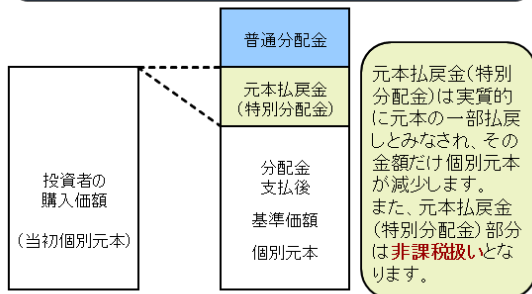 普通分配金
元本払戻金
(特別分配金)
投資者の
購入価額
(当初個別元本)
分配金
支払後
基準価額
個別元本
元本払戻金(特別
分配金)は実質的
に元本の一部払戻
しとみなされ、その
金額だけ個別元本
が減少します。
また、元本払戻金
(特別分配金)部分
は非課税扱いとな
ります。